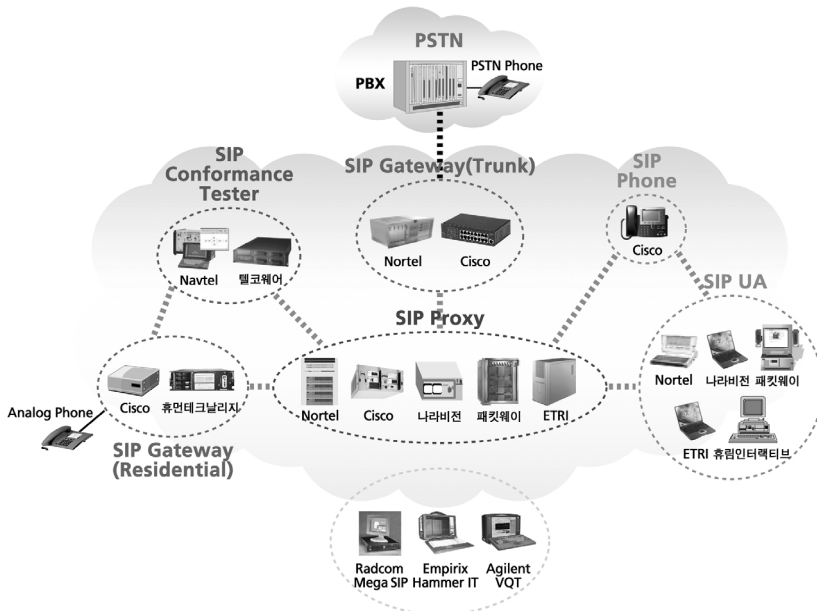 PSTN
PBX
PSTN Phone
SIP
Conformance
Tester
SIP Gateway(Trunk)
SIP
Phone
Nortel
Cisco
Cisco
Navtel
텔코웨어
SIP UA
SIP Proxy
Nortel
나라비전
패킷웨이
Cisco
휴먼테크날리지
Nortel
Cisco
나라비전
패킷웨이
ETRI
Analog Phone
SIP Gateway
(Residential)
ETRI
휴림인터랙티브
Radcom
Mega SIP
Empirix
Hammer IT
Agilent
VQT